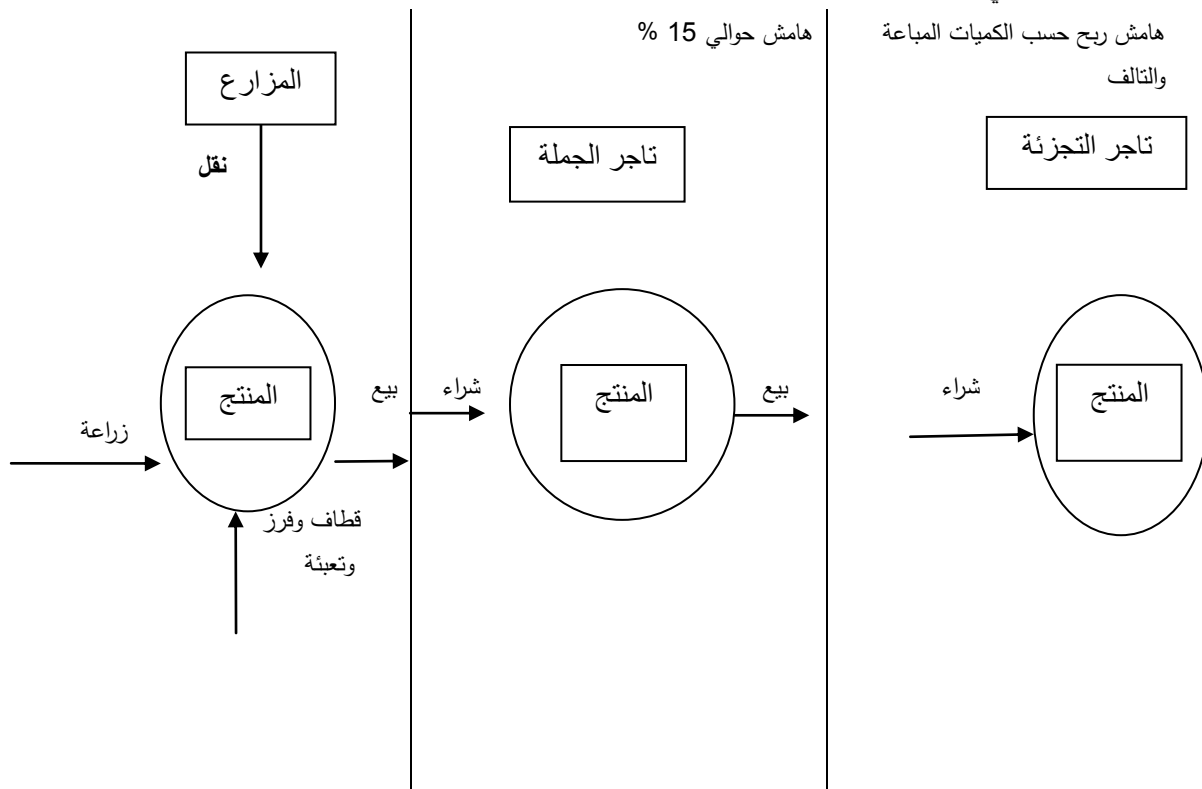 هامش ربح حسب الكميات المباعة
والتالف
هامش حوالي 15 %
المزارع
تاجر الجملة
تاجر التجزئة
نقل
المنتج
بيع
شراء
المنتج
بيع
شراء
المنتج
زراعة
قطاف وفرز
وتعبئة